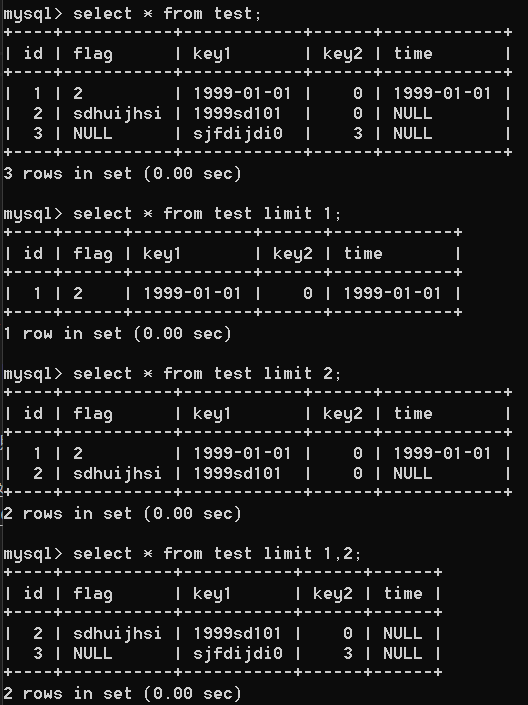 mysql> select * from test;
+----+-----------+------------+------+------------+
| id | flag      | key1       | key2 | time       |
+----+-----------+------------+------+------------+
|  1 | 2         | 1999-01-01 |    0 | 1999-01-01 |
|  2 | sdhuijhsi | 1999sd101  |    0 | NULL       |
|  3 | NULL      | sjfdijdi0  |    3 | NULL       |
+----+-----------+------------+------+------------+
3 rows in set (0.00 sec)
mysql> select * from test limit 1;
+----+------+------------+------+------------+
| id | flag | key1       | key2 | time       |
+----+------+------------+------+------------+
|  1 | 2    | 1999-01-01 |    0 | 1999-01-01 |
+----+------+------------+------+------------+
1 row in set (0.00 sec)
mysql> select * from test limit 2;
+----+-----------+------------+------+------------+
| id | flag      | key1       | key2 | time       |
+----+-----------+------------+------+------------+
|  1 | 2         | 1999-01-01 |    0 | 1999-01-01 |
|  2 | sdhuijhsi | 1999sd101  |    0 | NULL       |
+----+-----------+------------+------+------------+
2 rows in set (0.00 sec)
mysql> select * from test limit 1,2;
+----+-----------+-----------+------+------+
| id | flag      | key1      | key2 | time |
+----+-----------+-----------+------+------+
|  2 | sdhuijhsi | 1999sd101 |    0 | NULL |
|  3 | NULL      | sjfdijdi0 |    3 | NULL |
+----+-----------+-----------+------+------+
2 rows in set (0.00 sec)